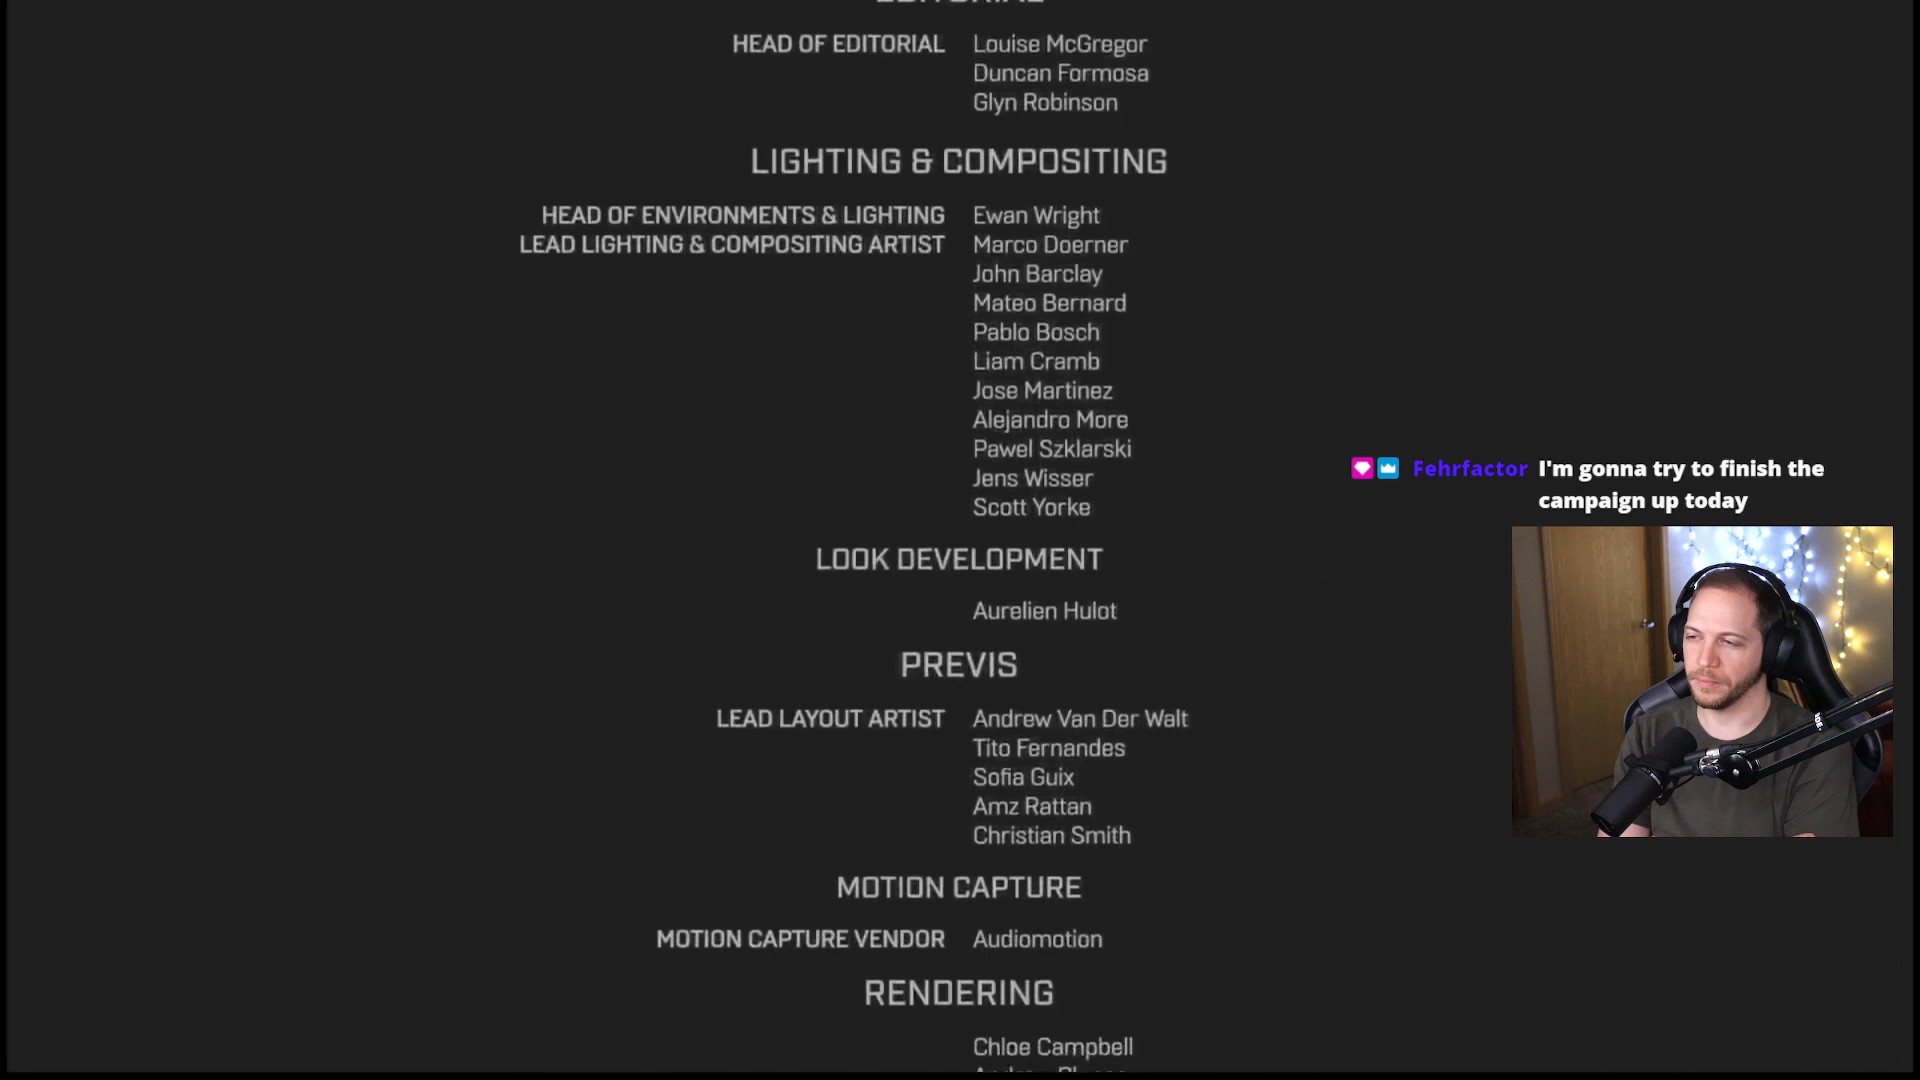 HEAD OF EDITORIAL Louise McGregor
Duncan Formosa
Glyn Robinson
LIGHTING & COMPOSITING
HEAD OF ENVIRONMENTS & LIGHTING Ewan Wright
LEAD LIGHTING & COMPOSITING ARTIST Marco Doerner
John Barclay
Mateo Bernard
Pablo Bosch
Liam Cramb
Jose Martinez
Alejandro More
Pawel Szklarski
Jens Wisser
Scott Yorke
LOOK DEVELOPMENT
Aurelien Hulot
PREVIS
LEAD LAYOUT ARTIST Andrew Van Der Walt
Tito Fernandes
Sofia Guix
Amz Rattan
Christian Smith
MOTION CAPTURE
MOTION CAPTURE VENDOR Audiomotion
RENDERING
Chloe Campbell
Fehrfactor I'm gonna try to finish the
campaign up today